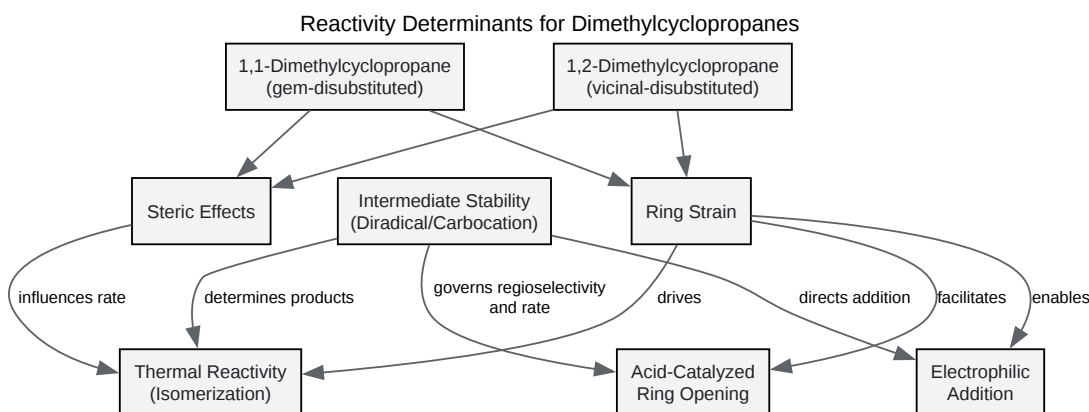 Reactivity Determinants for Dimethylcyclopropanes
1,1-Dimethylcyclopropane
(gem-disubstituted)
1,2-Dimethylcyclopropane
(vicinal-disubstituted)
Steric Effects
Intermediate Stability
(Diradical/Carbocation)
Ring Strain
influences rate
determines products
governs regioselectivity
and rate
drives
directs addition
facilitates
enables
Thermal Reactivity
(Isomerization)
Acid-Catalyzed
Ring Opening
Electrophilic
Addition